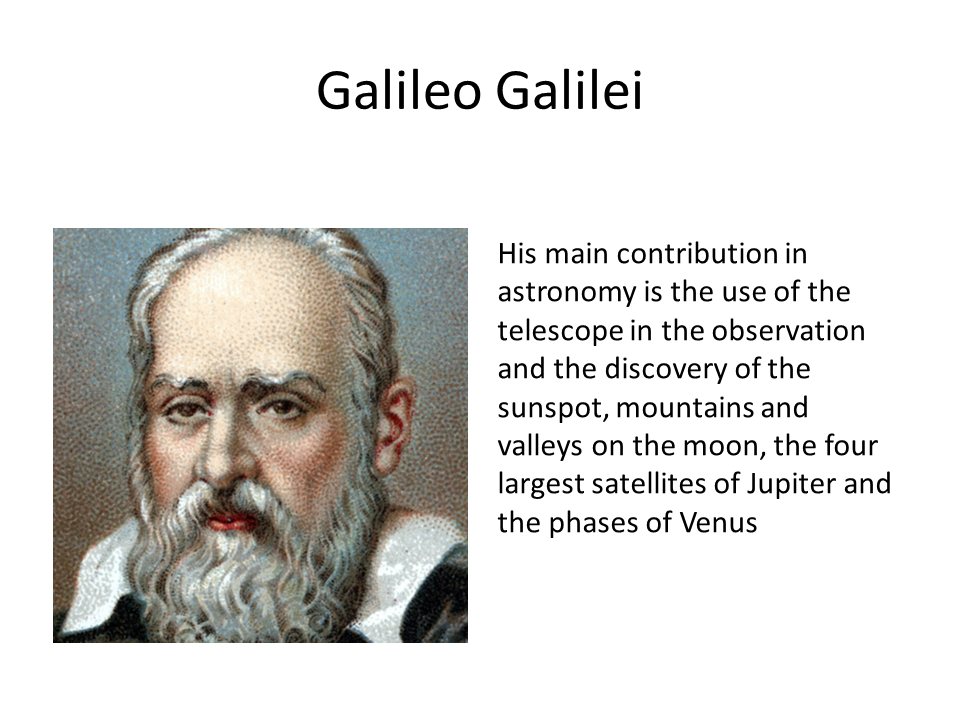 Galileo Galilei
His main contribution in
astronomy is the use of the
telescope in the observation
and the discovery of the
sunspot, mountains and
valleys on the moon, the four
largest satellites of Jupiter and
the phases of Venus